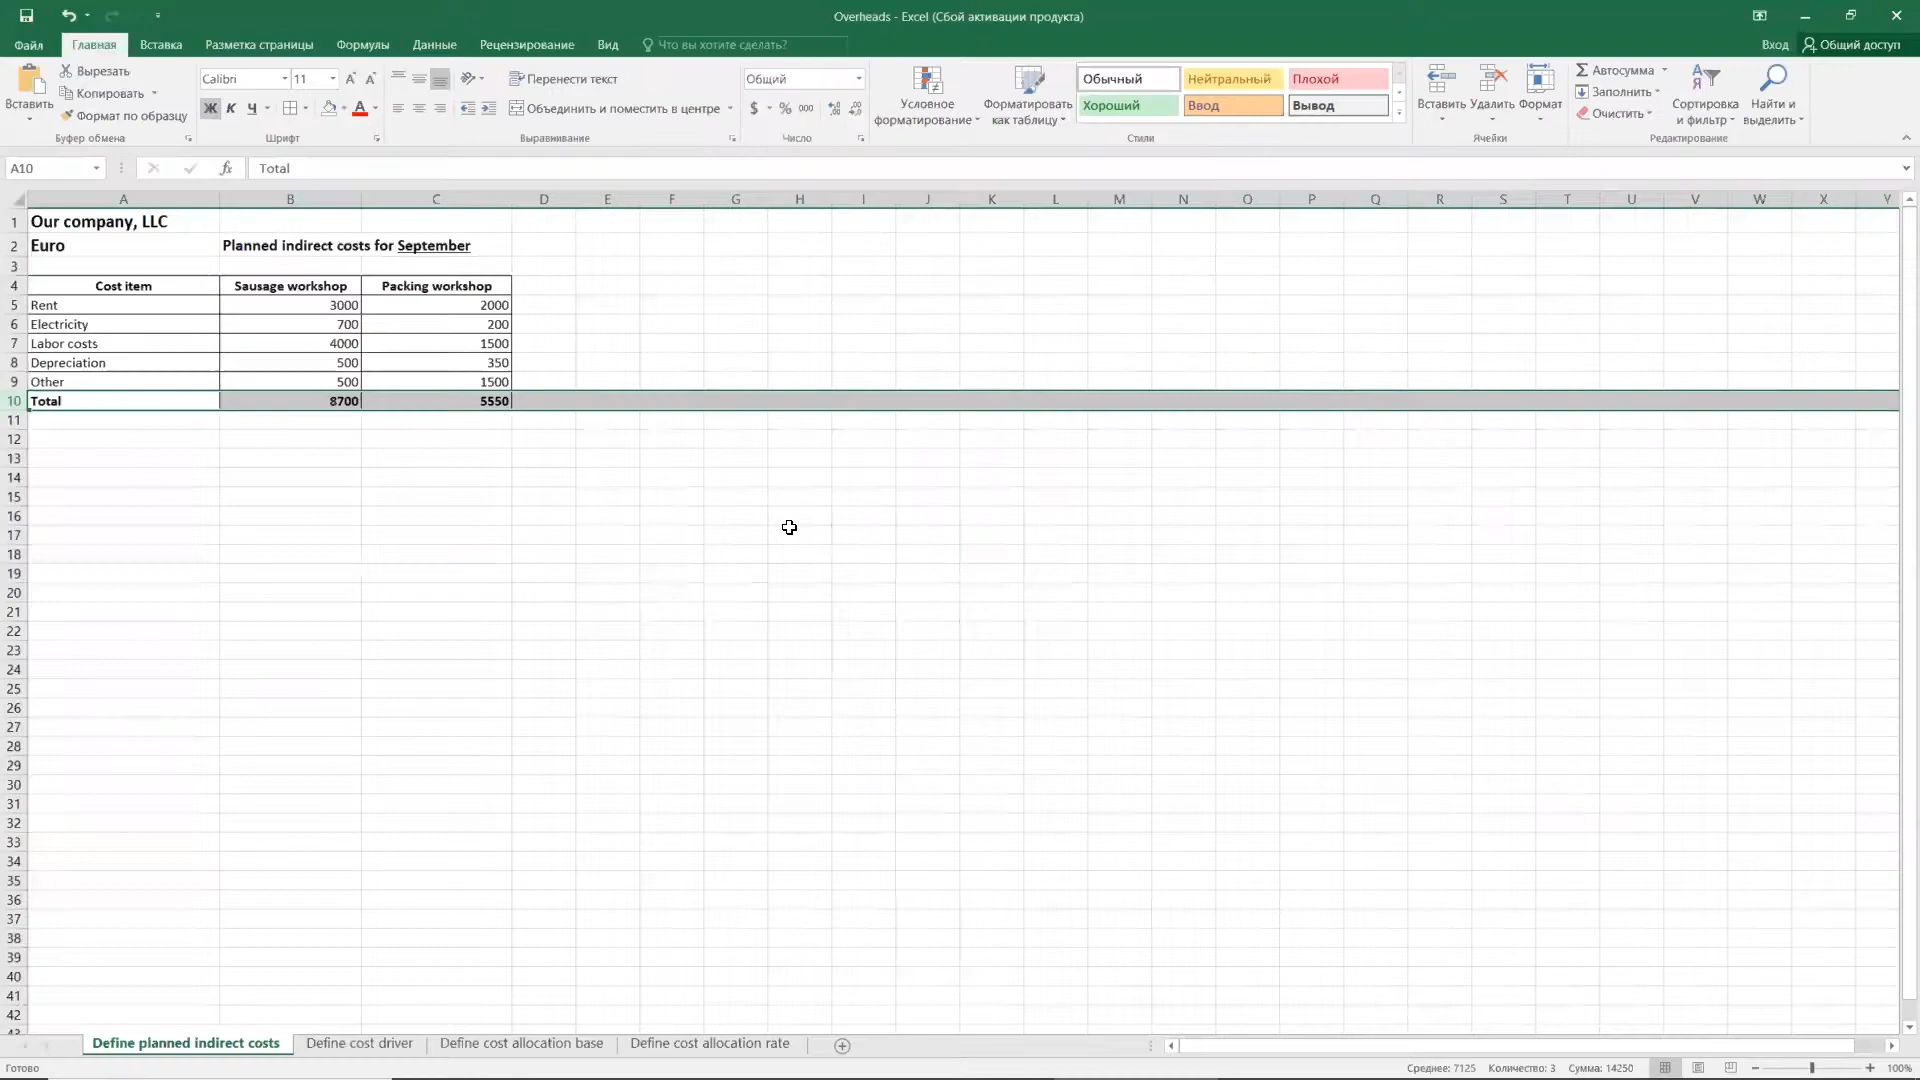 Overheads - Excel (Сбой активации продукта)
Файл Главная Вставка Разметка страницы Формулы Данные Рецензирование Вид Что вы хотите сделать? Вход Общий доступ
Вставить
Вырезать
Копировать
Формат по образцу
Буфер обмена
Calibri 11
Ж К Ч
Шрифт
Перенести текст
Объединить и поместить в центре
Выравнивание
Общий
$ % 000
Число
Условное форматирование
Форматировать как таблицу
Обычный Нейтральный Плохой
Хороший Ввод Вывод
Стили
Вставить Удалить Формат
Ячейки
Автосумма
Заполнить
Очистить
Сортировка и фильтр
Найти и выделить
Редактирование
A10 fx Total
A B C D E F G H I J K L M N O P Q R S T U V W X Y
1 Our company, LLC
2 Euro Planned indirect costs for September
3
4 Cost item Sausage workshop Packing workshop
5 Rent 3000 2000
6 Electricity 700 200
7 Labor costs 4000 1500
8 Depreciation 500 350
9 Other 500 1500
10 Total 8700 5550
11
12
13
14
15
16
17
18
19
20
21
22
23
24
25
26
27
28
29
30
31
32
33
34
35
36
37
38
39
40
41
42
43
Define planned indirect costs Define cost driver Define cost allocation base Define cost allocation rate
Готово Среднее: 7125 Количество: 3 Сумма: 14250 100%